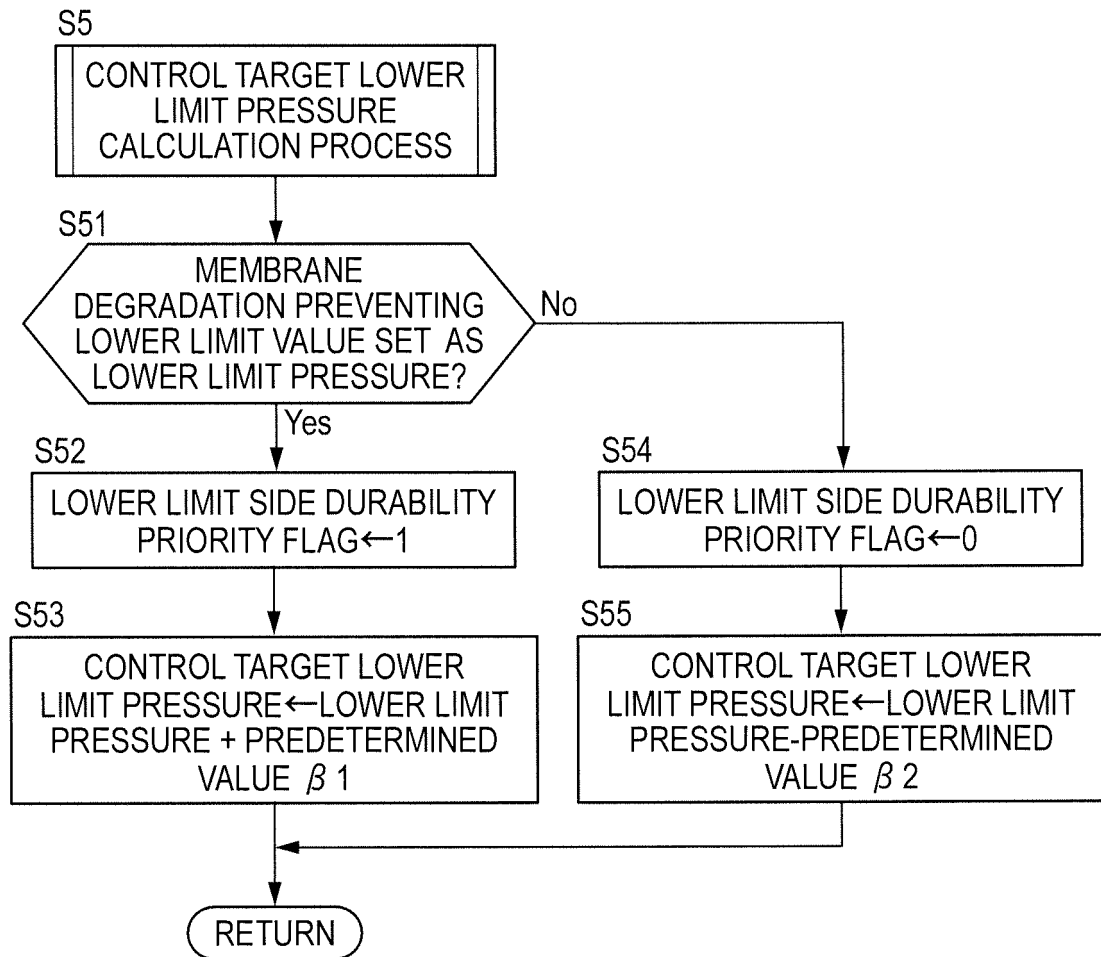 S5
CONTROL TARGET LOWER
LIMIT PRESSURE
CALCULATION PROCESS
S51
MEMBRANE
DEGRADATION PREVENTING
LOWER LIMIT VALUE SET AS
LOWER LIMIT PRESSURE?
No
Yes
S52
LOWER LIMIT SIDE DURABILITY
PRIORITY FLAG←1
S54
LOWER LIMIT SIDE DURABILITY
PRIORITY FLAG←0
S53
CONTROL TARGET LOWER
LIMIT PRESSURE←LOWER LIMIT
PRESSURE + PREDETERMINED
VALUE β 1
S55
CONTROL TARGET LOWER
LIMIT PRESSURE←LOWER LIMIT
PRESSURE-PREDETERMINED
VALUE β 2
RETURN